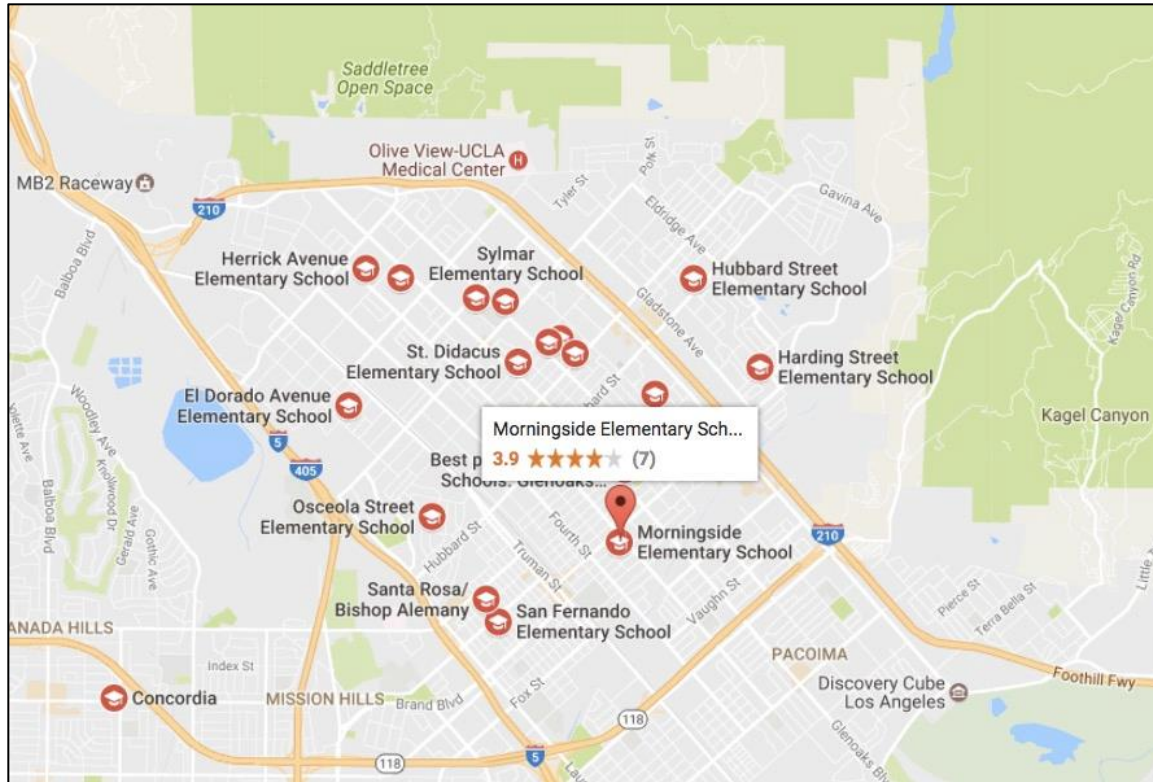 Saddletree
Open Space
Olive View-UCLA
Medical Center
H
Polk St
Tyler St
MB2 Raceway
210
Gavina Ave
Eldridge Ave
Balboa Blvd
Herrick Avenue
Elementary School
Sylmar
Elementary School
Hubbard Street
Elementary School
Kagel Canyon Rd
Gladstone Ave
St. Didacus
Elementary School
Harding Street
Elementary School
El Dorado Avenue
Elementary School
Woodley Ave
Kagel Canyon
Morningside Elementary Sch...
3.9
(7)
5
405
Best p
Schools. Glenoaks...
Knollwood Dr
Gerald Ave
Gothic Ave
Balboa Blvd
Osceola Street
Elementary School
Hubbard St
Fourth St
Truman St
Morningside
Elementary School
210
Santa Rosa/
Bishop Alemany
San Fernando
Elementary School
Vaughn St
Pierce St
Terra Bella St
ANADA HILLS
Index St
PACOIMA
Concordia
MISSION HILLS
Brand Blvd
Fox St
Discovery Cube
Los Angeles
Foothill Fwy
118
118
5
Glenoaks Blvd